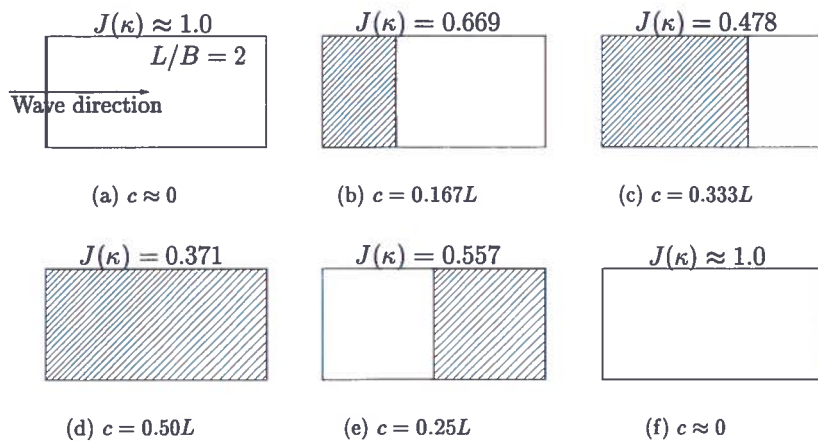 J(κ) ≈ 1.0
L/B = 2
Wave direction
(a) c ≈ 0
J(κ) = 0.669
(b) c = 0.167L
J(κ) = 0.478
(c) c = 0.333L
J(κ) = 0.371
(d) c = 0.50L
J(κ) = 0.557
(e) c = 0.25L
J(κ) ≈ 1.0
(f) c ≈ 0